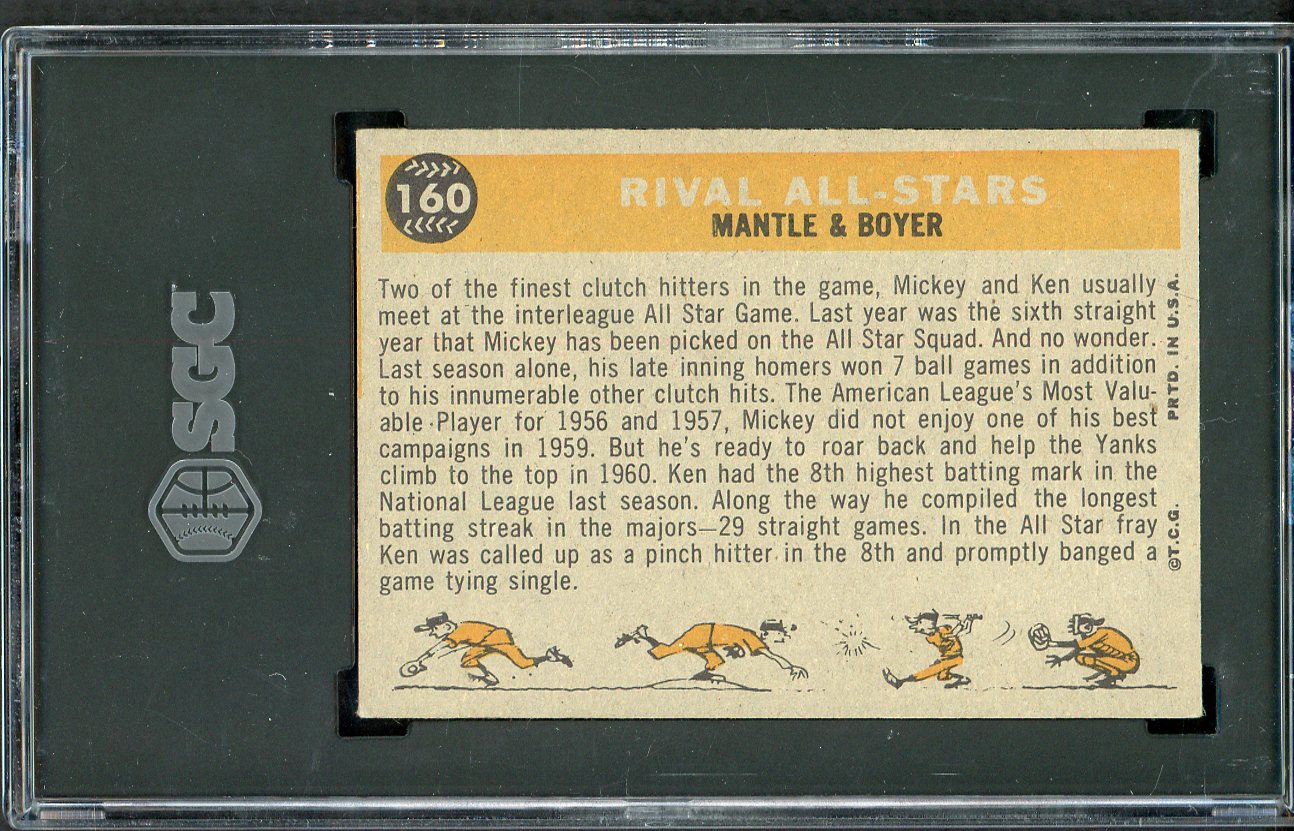 SGC
160
RIVAL ALL-STARS
MANTLE & BOYER
Two of the finest clutch hitters in the game, Mickey and Ken usually
meet at the interleague All Star Game. Last year was the sixth straight
year that Mickey has been picked on the All Star Squad. And no wonder.
Last season alone, his late inning homers won 7 ball games in addition
to his innumerable other clutch hits. The American League's Most Valu-
able Player for 1956 and 1957, Mickey did not enjoy one of his best
campaigns in 1959. But he's ready to roar back and help the Yanks
climb to the top in 1960. Ken had the 8th highest batting mark in the
National League last season. Along the way he compiled the longest
batting streak in the majors—29 straight games. In the All Star fray
Ken was called up as a pinch hitter in the 8th and promptly banged a
game tying single.
©T.C.G. PRTD. IN U.S.A.